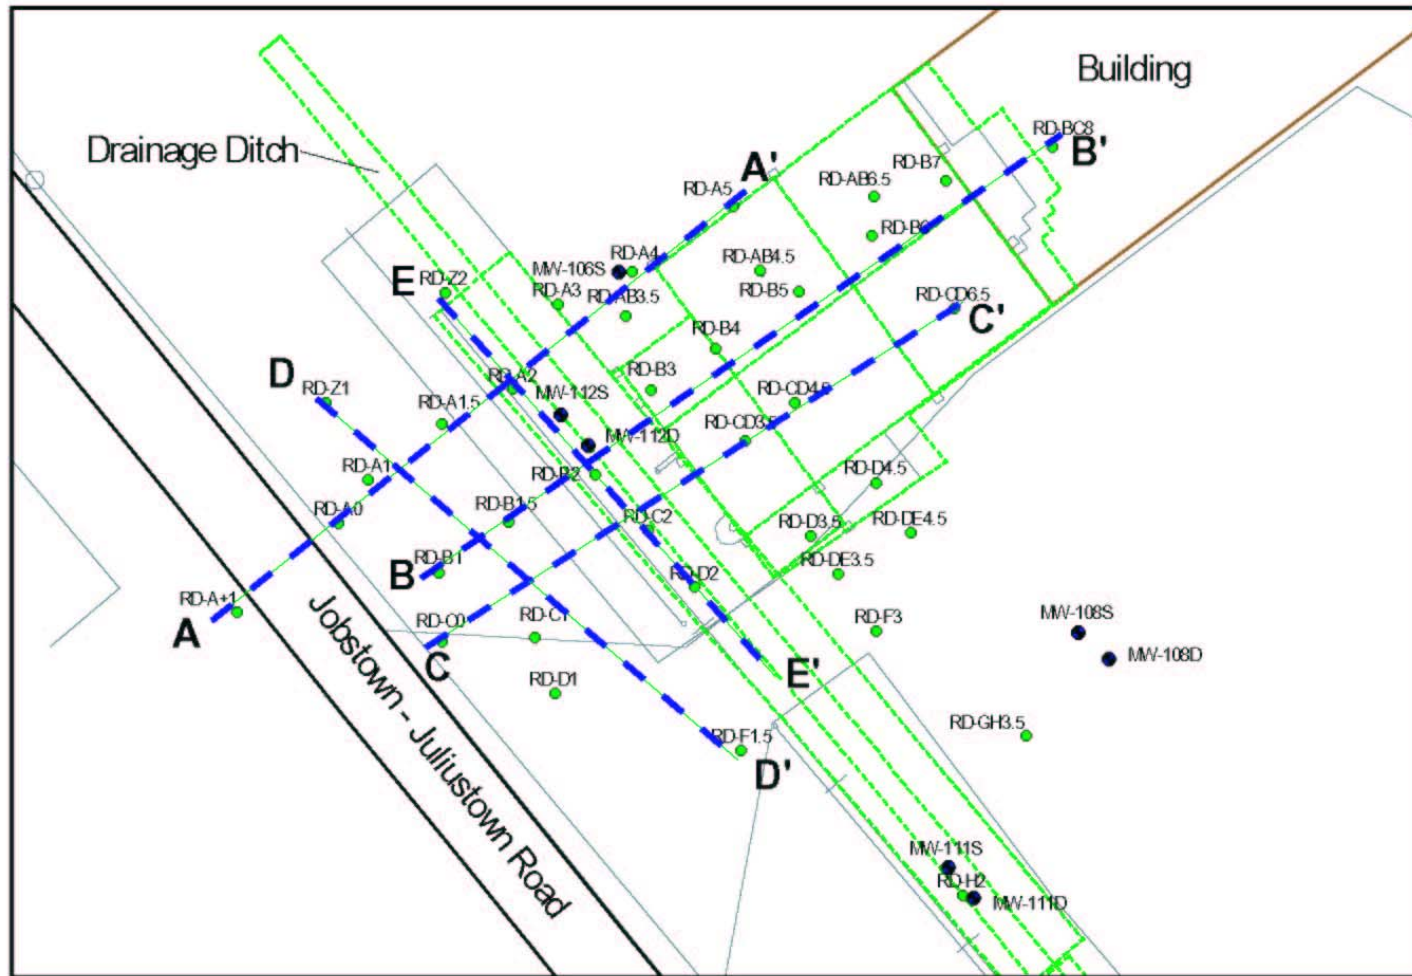 Building
RD-BC8
B'
Drainage Ditch
RD-B7
A'
RD-AB6.5
RD-A5
RD-B6
MW-106S
RD-A4
RD-AB4.5
E
RD-Z2
RD-A3
RD-AB3.5
RD-B5
RD-CD6.5
C'
RD-B4
D
RD-Z1
RD-A2
RD-B3
RD-CD4.5
RD-A1.5
MW-112S
RD-CD3.5
MW-112D
RD-A1
RD-B2
RD-D4.5
RD-A0
RD-B1.5
RD-C2
RD-D3.5
RD-DE4.5
B
RD-B1
RD-D2
RD-DE3.5
RD-A+1
A
RD-C0
C
RD-C1
RD-F3
MW-108S
MW-108D
E'
RD-D1
RD-GH3.5
RD-F1.5
D'
Jobstown - Juliustown Road
MW-111S
RD-H2
MW-111D